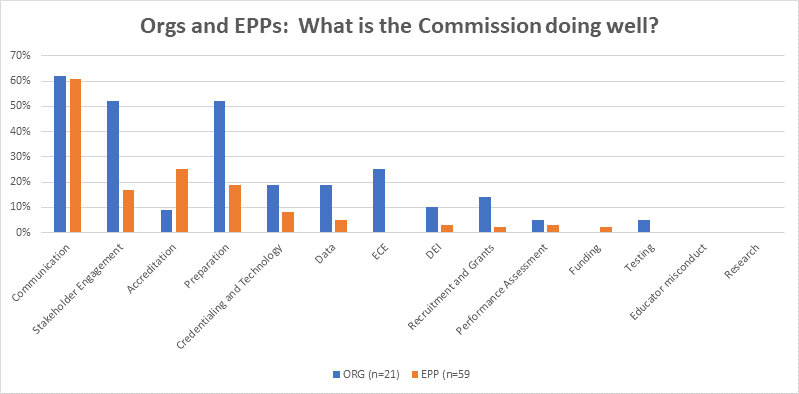 Orgs and EPPs:  What is the Commission doing well?
70%
60%
50%
40%
30%
20%
10%
0%
Communication
Stakeholder Engagement
Accreditation
Preparation
Credentialing and Technology
Data
ECE
DEI
Recruitment and Grants
Performance Assessment
Funding
Testing
Educator misconduct
Research
ORG (n=21) EPP (n=59